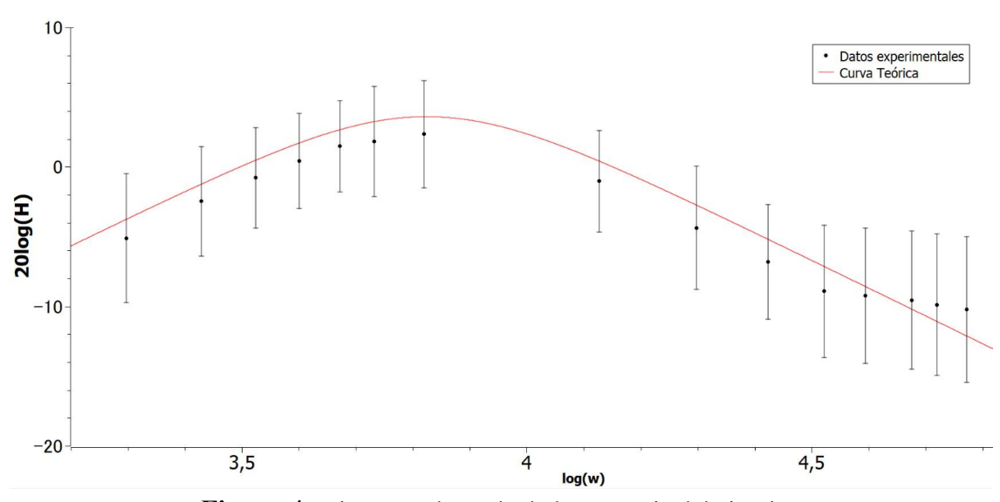 10
0
−10
−20
20log(H)
Datos experimentales
Curva Teórica
3,5
4
4,5
log(w)